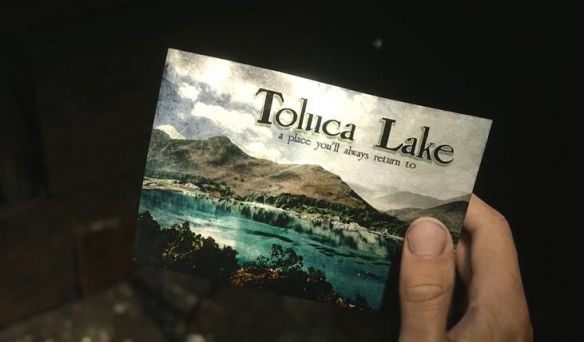 Toluca Lake
a place you'll always return to